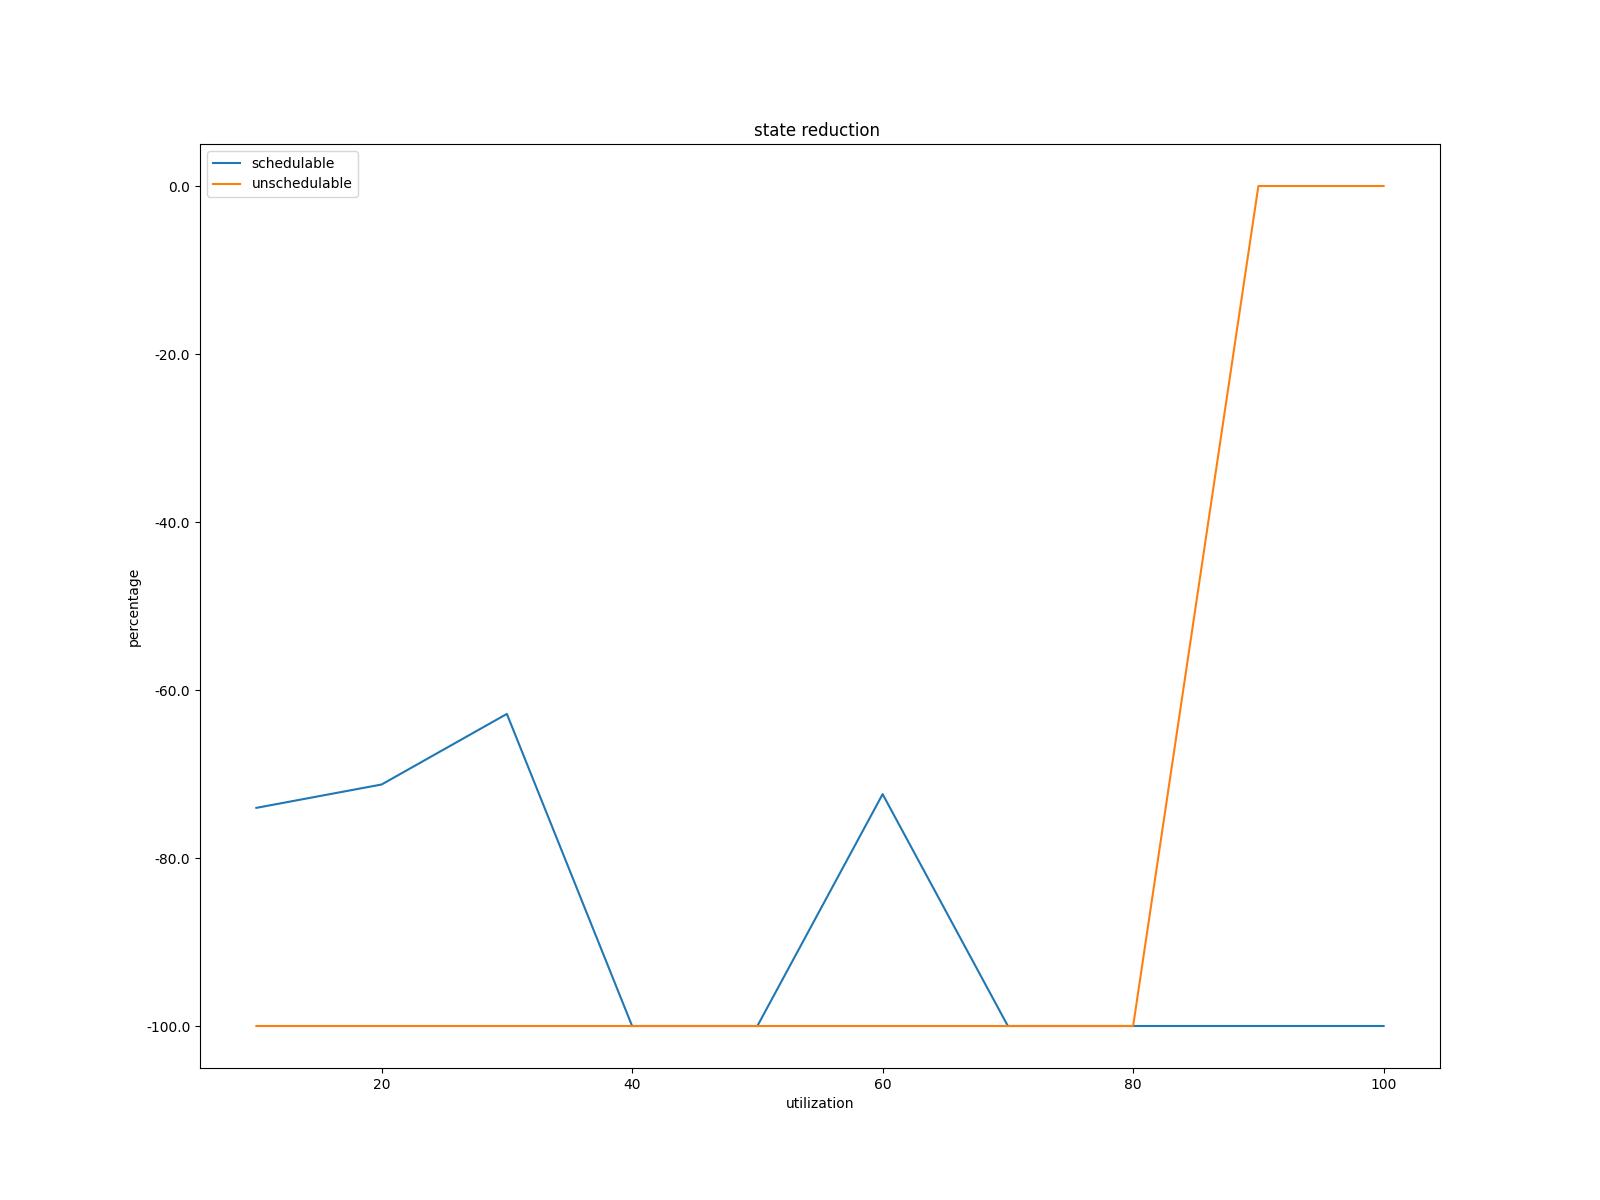 state reduction
schedulable
unschedulable
0.0
-20.0
-40.0
-60.0
-80.0
-100.0
percentage
20 40 60 80 100
utilization